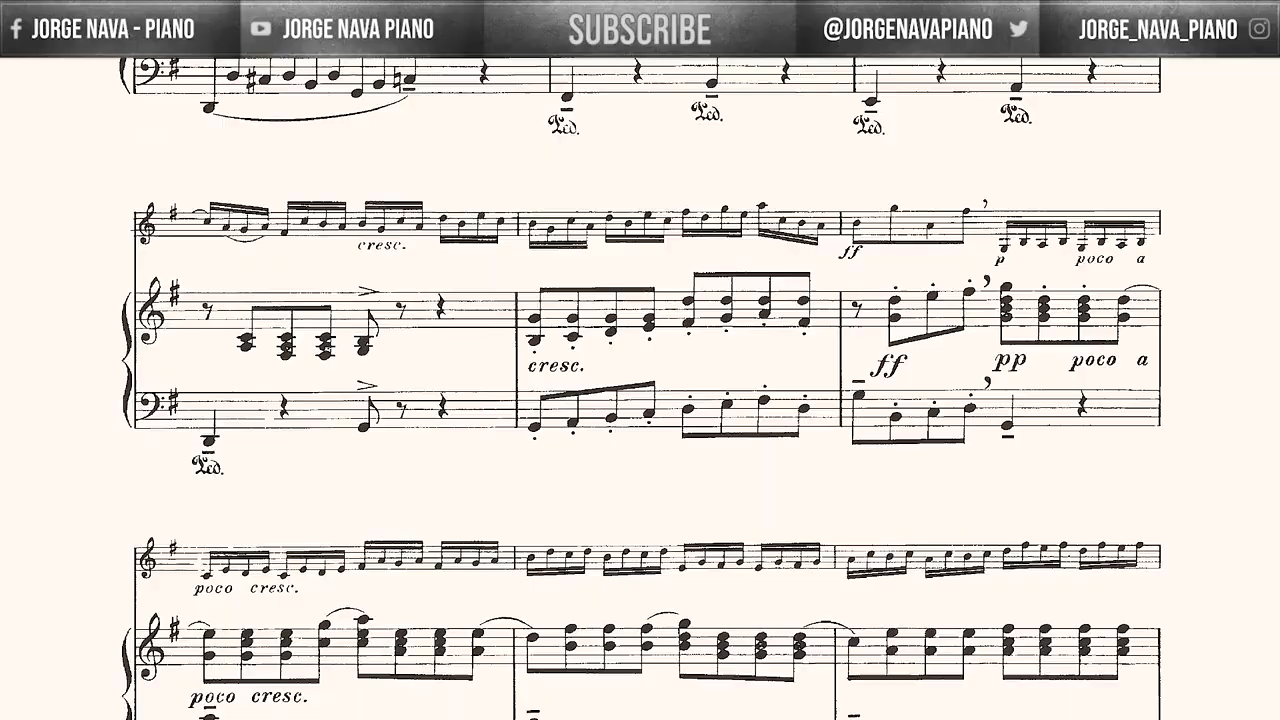 JORGE NAVA - PIANO JORGE NAVA PIANO SUBSCRIBE @JORGENAVAPIANO JORGE_NAVA_PIANO
Ped. Ped. Ped. Ped.
cresc. ff p poco a
cresc. ff pp poco a
Ped.
poco cresc.
poco cresc.